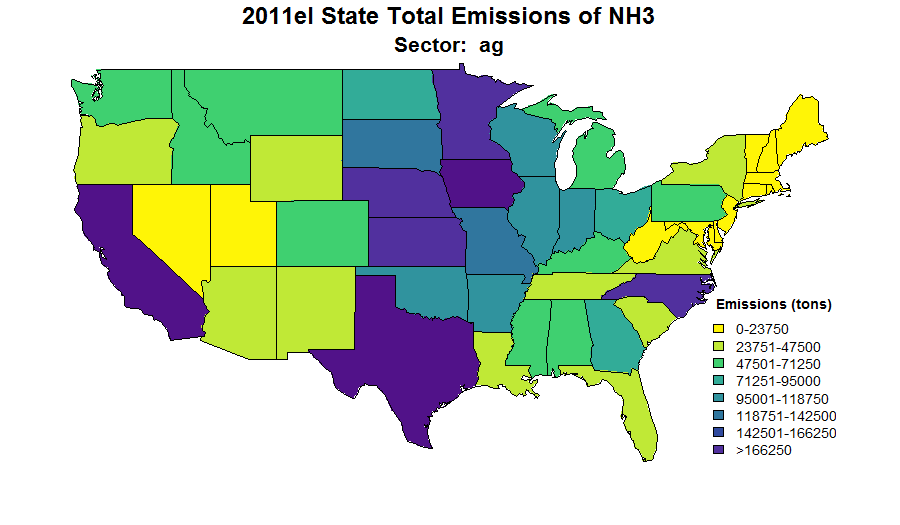 2011el State Total Emissions of NH3
Sector: ag
Emissions (tons)
0-23750
23751-47500
47501-71250
71251-95000
95001-118750
118751-142500
142501-166250
>166250